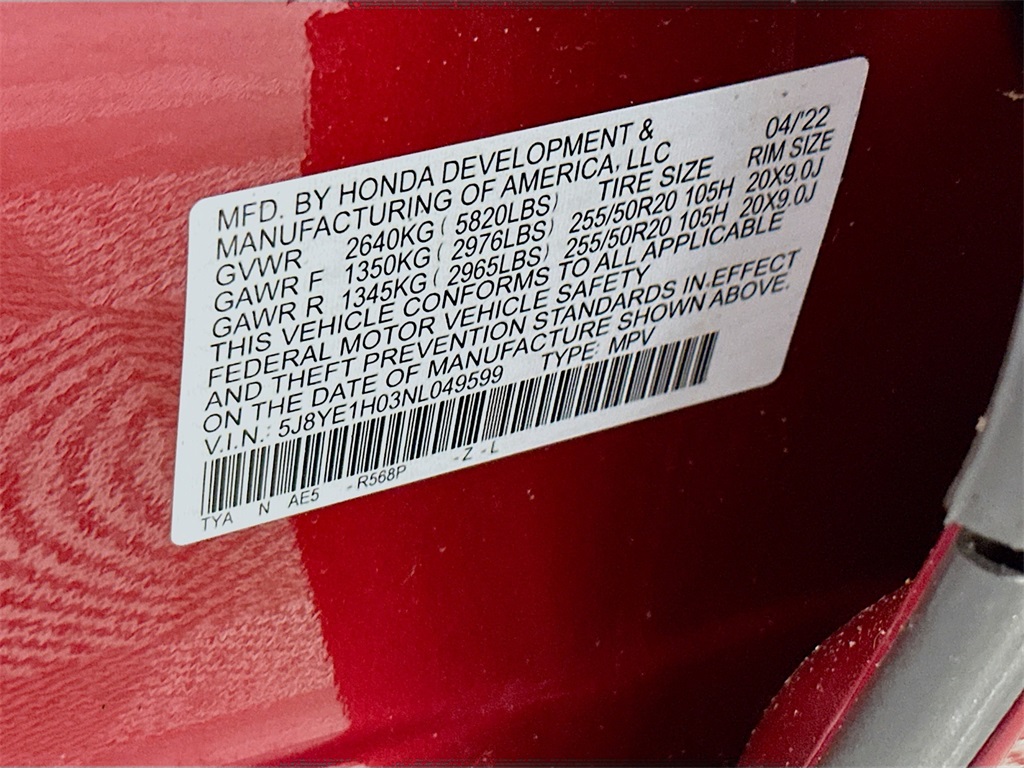 04/'22
MFD. BY HONDA DEVELOPMENT &
MANUFACTURING OF AMERICA, LLC
TIRE SIZE RIM SIZE
GVWR 2640KG ( 5820LBS)
GAWR F 1350KG ( 2976LBS) 255/50R20 105H 20X9.0J
GAWR R 1345KG ( 2965LBS) 255/50R20 105H 20X9.0J
THIS VEHICLE CONFORMS TO ALL APPLICABLE
FEDERAL MOTOR VEHICLE SAFETY
AND THEFT PREVENTION STANDARDS IN EFFECT
ON THE DATE OF MANUFACTURE SHOWN ABOVE.
V.I.N.: 5J8YE1H03NL049599 TYPE: MPV
TYA N AE5 -R568P -Z -L